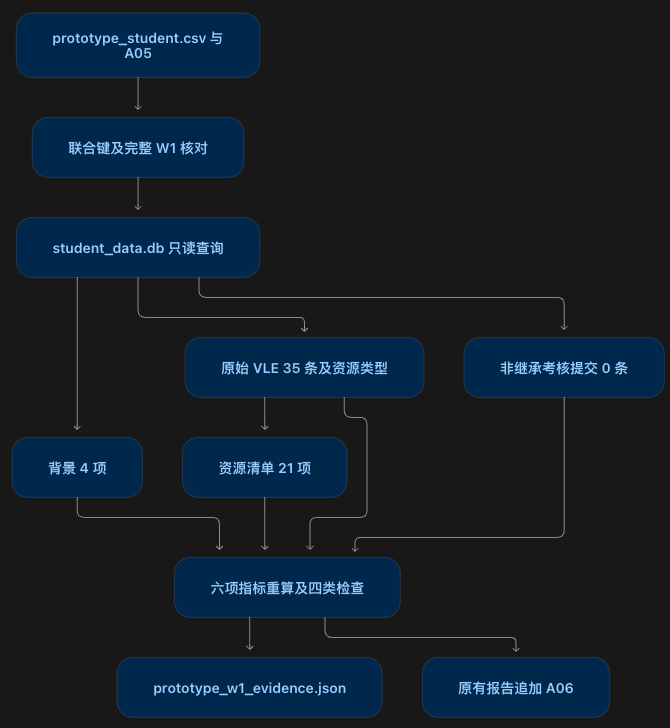 prototype_student.csv 与
A05
联合键及完整 W1 核对
student_data.db 只读查询
原始 VLE 35 条及资源类型
非继承考核提交 0 条
背景 4 项
资源清单 21 项
六项指标重算及四类检查
prototype_w1_evidence.json
原有报告追加 A06